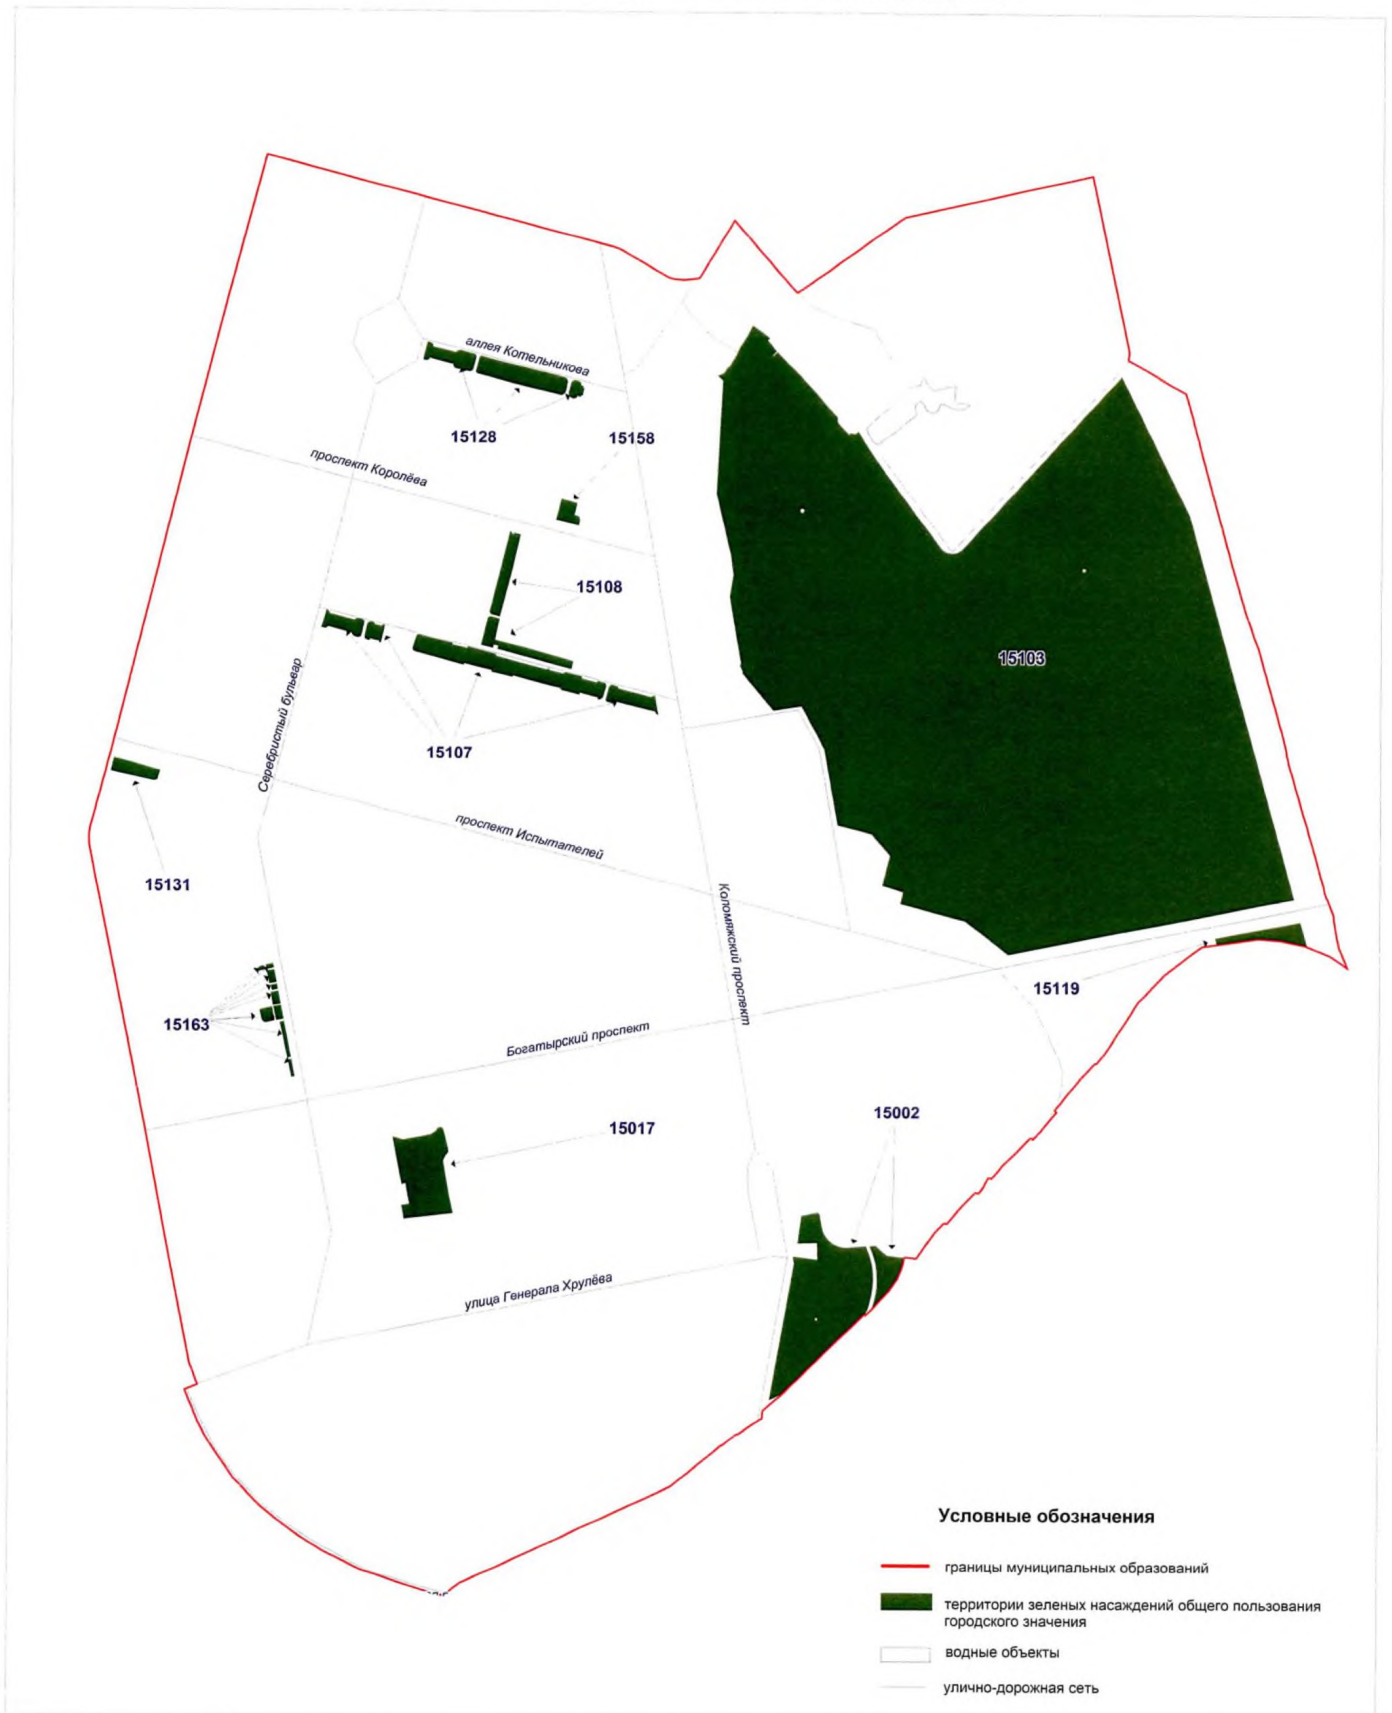 аллея Котельникова
15128
15158
проспект Королёва
15108
15103
Серебристый бульвар
15107
проспект Испытателей
15131
Коломяжский проспект
15119
15163
Богатырский проспект
15002
15017
улица Генерала Хрулёва
Условные обозначения
границы муниципальных образований
территории зеленых насаждений общего пользования
городского значения
водные объекты
улично-дорожная сеть